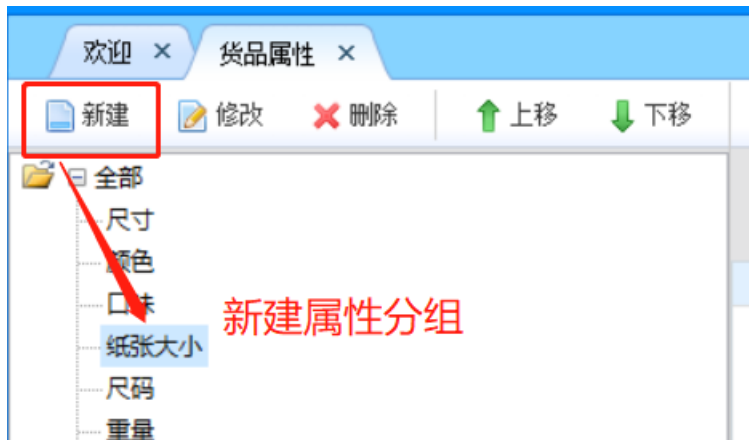 欢迎 × 货品属性 ×
新建 修改 删除 上移 下移
全部
尺寸
颜色
口味
新建属性分组
纸张大小
尺码
重量